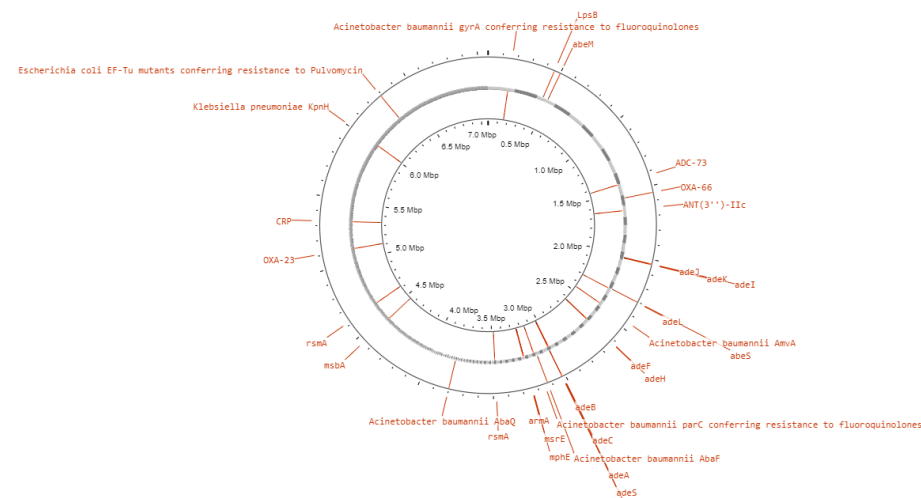 LpsB
Acinetobacter baumannii gyrA conferring resistance to fluoroquinolones
abeM
Escherichia coli EF-Tu mutants conferring resistance to Pulvomycin
Klebsiella pneumoniae KpnH
7.0 Mbp
0.5 Mbp
6.5 Mbp
1.0 Mbp
6.0 Mbp
ADC-73
OXA-66
1.5 Mbp
ANT(3'')-IIc
5.5 Mbp
CRP
2.0 Mbp
5.0 Mbp
OXA-23
adeJ
adeK
adeI
2.5 Mbp
4.5 Mbp
3.0 Mbp
4.0 Mbp
3.5 Mbp
adeL
rsmA
Acinetobacter baumannii AmvA
abeS
msbA
adeF
adeH
adeB
Acinetobacter baumannii AbaQ
armA
Acinetobacter baumannii parC conferring resistance to fluoroquinolones
rsmA
msrE
adeC
mphE
Acinetobacter baumannii AbaF
adeA
adeS